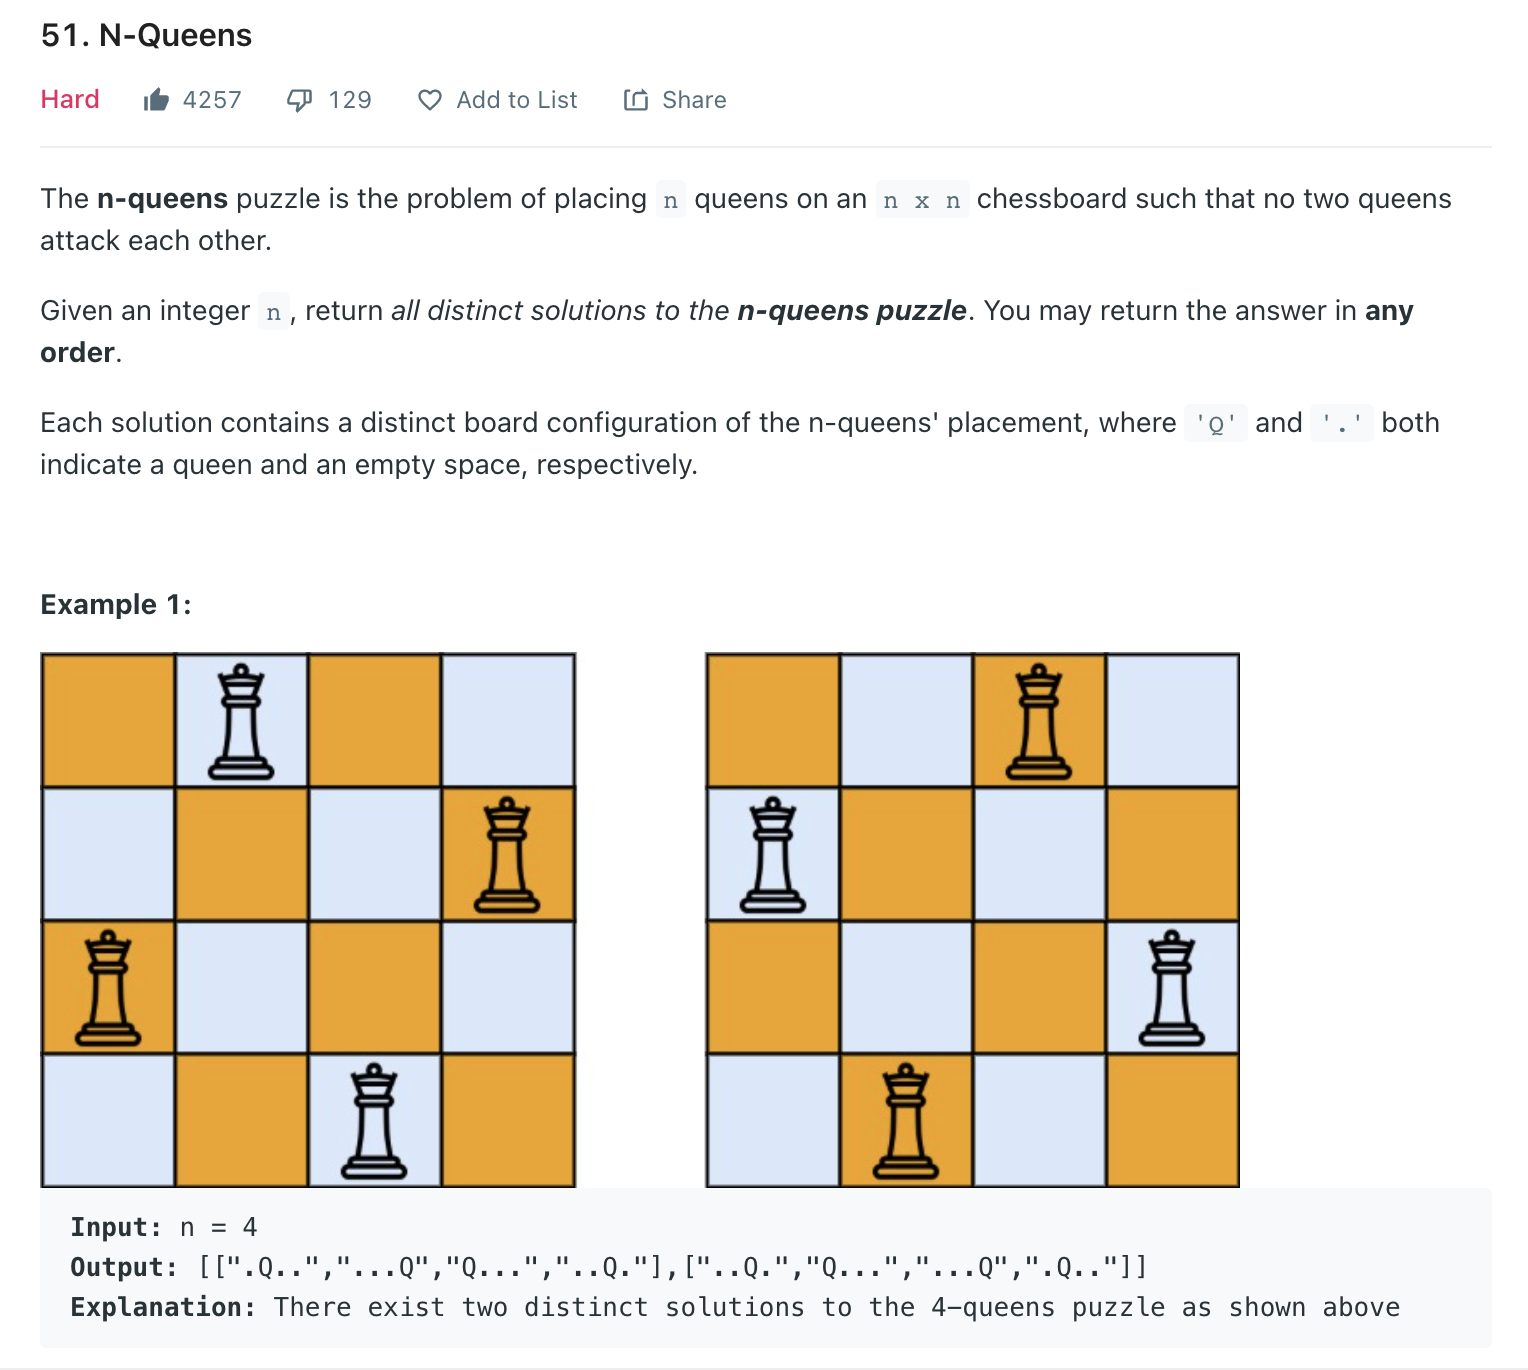 51. N-Queens
Hard 4257 129 Add to List Share
The n-queens puzzle is the problem of placing n queens on an n x n chessboard such that no two queens
attack each other.
Given an integer n, return all distinct solutions to the n-queens puzzle. You may return the answer in any
order.
Each solution contains a distinct board configuration of the n-queens' placement, where 'Q' and '.' both
indicate a queen and an empty space, respectively.
Example 1:
Input: n = 4
Output: [[".Q..","...Q","Q...","..Q."],["..Q.","Q...","...Q",".Q.."]]
Explanation: There exist two distinct solutions to the 4-queens puzzle as shown above